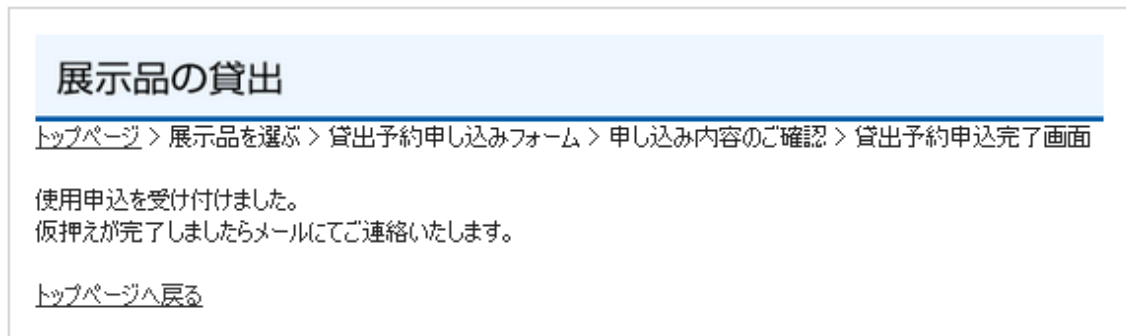 展示品の貸出
トップページ > 展示品を選ぶ > 貸出予約申し込みフォーム > 申し込み内容のご確認 > 貸出予約申込完了画面
使用申込を受け付けました。
仮押えが完了しましたらメールにてご連絡いたします。
トップページへ戻る